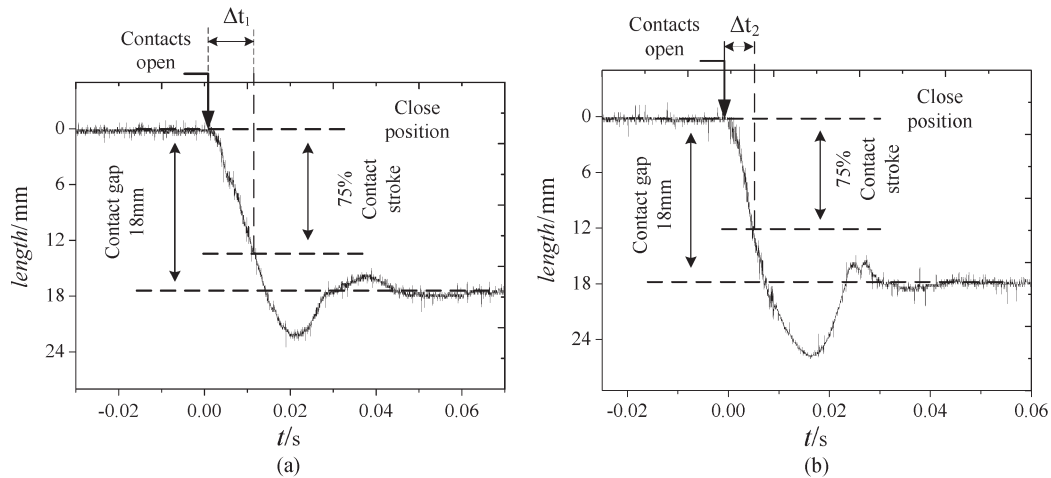 Δt₁
Contacts
open
Close
position
Contact gap
18mm
75%
Contact
stroke
0
6
12
18
24
length/mm
-0.02
0.00
0.02
0.04
0.06
t/s
(a)
Δt₂
Contacts
open
Close
position
Contact gap
18mm
75%
Contact
stroke
0
6
12
18
24
length/mm
-0.02
0.00
0.02
0.04
0.06
t/s
(b)